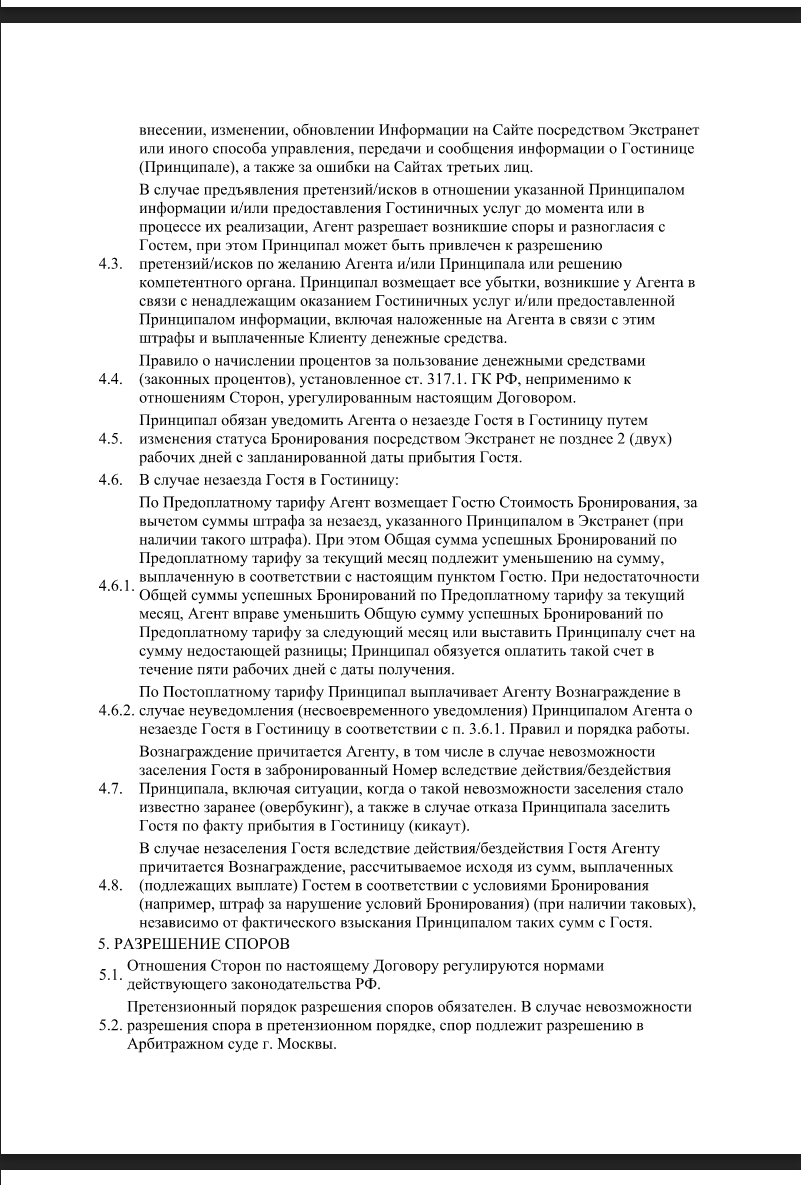 внесении, изменении, обновлении Информации на Сайте посредством Экстранет
или иного способа управления, передачи и сообщения информации о Гостинице
(Принципале), а также за ошибки на Сайтах третьих лиц.
В случае предъявления претензий/исков в отношении указанной Принципалом
информации и/или предоставления Гостиничных услуг до момента или в
процессе их реализации, Агент разрешает возникшие споры и разногласия с
Гостем, при этом Принципал может быть привлечен к разрешению
4.3. претензий/исков по желанию Агента и/или Принципала или решению
компетентного органа. Принципал возмещает все убытки, возникшие у Агента в
связи с ненадлежащим оказанием Гостиничных услуг и/или предоставленной
Принципалом информации, включая наложенные на Агента в связи с этим
штрафы и выплаченные Клиенту денежные средства.
Правило о начислении процентов за пользование денежными средствами
4.4. (законных процентов), установленное ст. 317.1. ГК РФ, неприменимо к
отношениям Сторон, урегулированным настоящим Договором.
Принципал обязан уведомить Агента о незаезде Гостя в Гостиницу путем
4.5. изменения статуса Бронирования посредством Экстранет не позднее 2 (двух)
рабочих дней с запланированной даты прибытия Гостя.
4.6. В случае незаезда Гостя в Гостиницу:
По Предоплатному тарифу Агент возмещает Гостю Стоимость Бронирования, за
вычетом суммы штрафа за незаезд, указанного Принципалом в Экстранет (при
наличии такого штрафа). При этом Общая сумма успешных Бронирований по
Предоплатному тарифу за текущий месяц подлежит уменьшению на сумму,
4.6.1. выплаченную в соответствии с настоящим пунктом Гостю. При недостаточности
Общей суммы успешных Бронирований по Предоплатному тарифу за текущий
месяц, Агент вправе уменьшить Общую сумму успешных Бронирований по
Предоплатному тарифу за следующий месяц или выставить Принципалу счет на
сумму недостающей разницы; Принципал обязуется оплатить такой счет в
течение пяти рабочих дней с даты получения.
По Постоплатному тарифу Принципал выплачивает Агенту Вознаграждение в
4.6.2. случае неуведомления (несвоевременного уведомления) Принципалом Агента о
незаезде Гостя в Гостиницу в соответствии с п. 3.6.1. Правил и порядка работы.
Вознаграждение причитается Агенту, в том числе в случае невозможности
заселения Гостя в забронированный Номер вследствие действия/бездействия
4.7. Принципала, включая ситуации, когда о такой невозможности заселения стало
известно заранее (овербукинг), а также в случае отказа Принципала заселить
Гостя по факту прибытия в Гостиницу (кикаут).
В случае незаселения Гостя вследствие действия/бездействия Гостя Агенту
причитается Вознаграждение, рассчитываемое исходя из сумм, выплаченных
4.8. (подлежащих выплате) Гостем в соответствии с условиями Бронирования
(например, штраф за нарушение условий Бронирования) (при наличии таковых),
независимо от фактического взыскания Принципалом таких сумм с Гостя.
5. РАЗРЕШЕНИЕ СПОРОВ
5.1. Отношения Сторон по настоящему Договору регулируются нормами
действующего законодательства РФ.
Претензионный порядок разрешения споров обязателен. В случае невозможности
5.2. разрешения спора в претензионном порядке, спор подлежит разрешению в
Арбитражном суде г. Москвы.